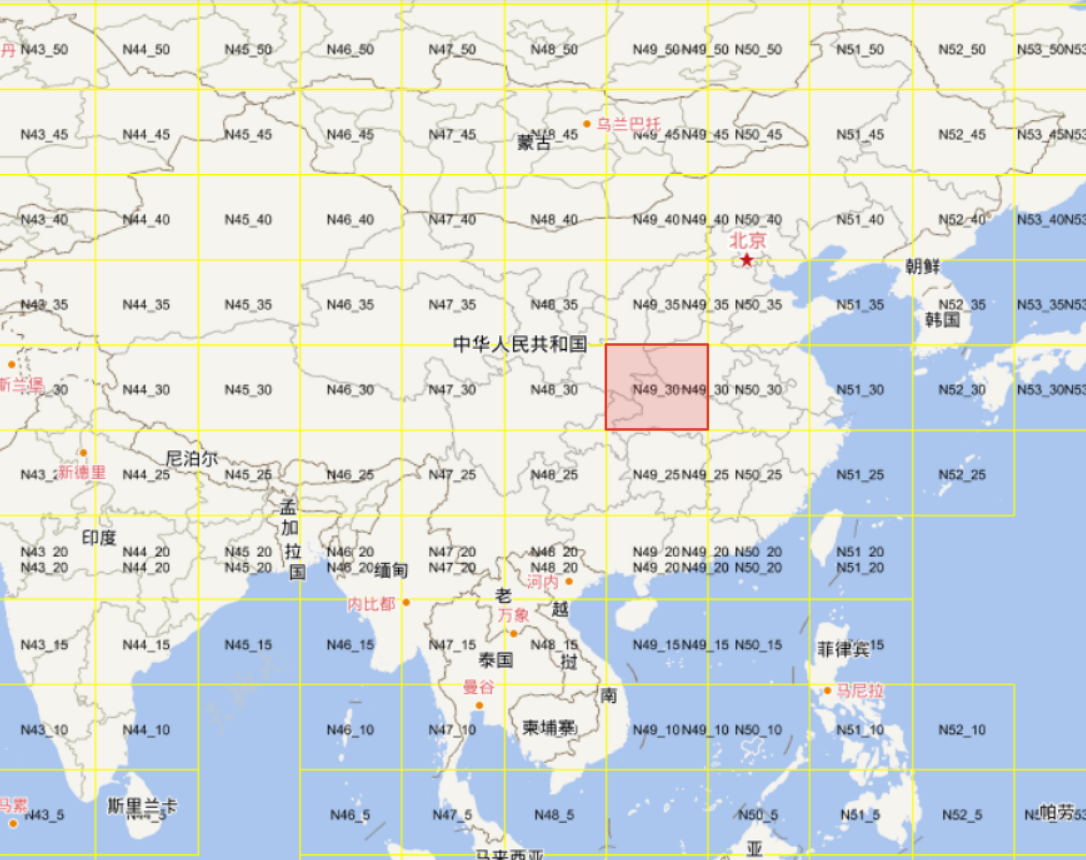 丹 N43_50 N44_50 N45_50 N46_50 N47_50 N48_50 N49_50 N49_50 N50_50 N51_50 N52_50 N53_50 N53
N43_45 N44_45 N45_45 N46_45 N47_45 N48_45 乌兰巴托 N49_45 N49_45 N50_45 N51_45 N52_45 N53_45 N53
蒙古
N43_40 N44_40 N45_40 N46_40 N47_40 N48_40 N49_40 N49_40 N50_40 N51_40 N52_40 N53_40 N53
北京
朝鲜
N43_35 N44_35 N45_35 N46_35 N47_35 N48_35 N49_35 N49_35 N50_35 N51_35 N52_35 N53_35 N53
韩国
中华人民共和国
斯兰堡 30 N44_30 N45_30 N46_30 N47_30 N48_30 N49_30 N49_30 N50_30 N51_30 N52_30 N53_30 N53
尼泊尔
新德里
N43_2 N44_25 N45_25 N46_25 N47_25 N48_25 N49_25 N49_25 N50_25 N51_25 N52_25
孟加拉国
印度
N43_20 N44_20 N45_20 N46_20 N47_20 N48_20 N49_20 N49_20 N50_20 N51_20
N43_20 N44_20 N45_20 N46_20 N47_20 N48_20 N49_20 N49_20 N50_20 N51_20
缅甸
河内
老挝
越南
内比都
万象
N43_15 N44_15 N45_15 N46_15 N47_15 N48_15 N49_15 N49_15 N50_15 15
菲律宾
泰国
曼谷
马尼拉
N43_10 N44_10 N46_10 N47_10 柬埔寨 N49_10 N49_10 N50_10 N51_10 N52_10
马累
斯里兰卡
N43_5 N46_5 N47_5 N48_5 N50_5 N51_5 N52_5
帕劳
马来西亚
亚